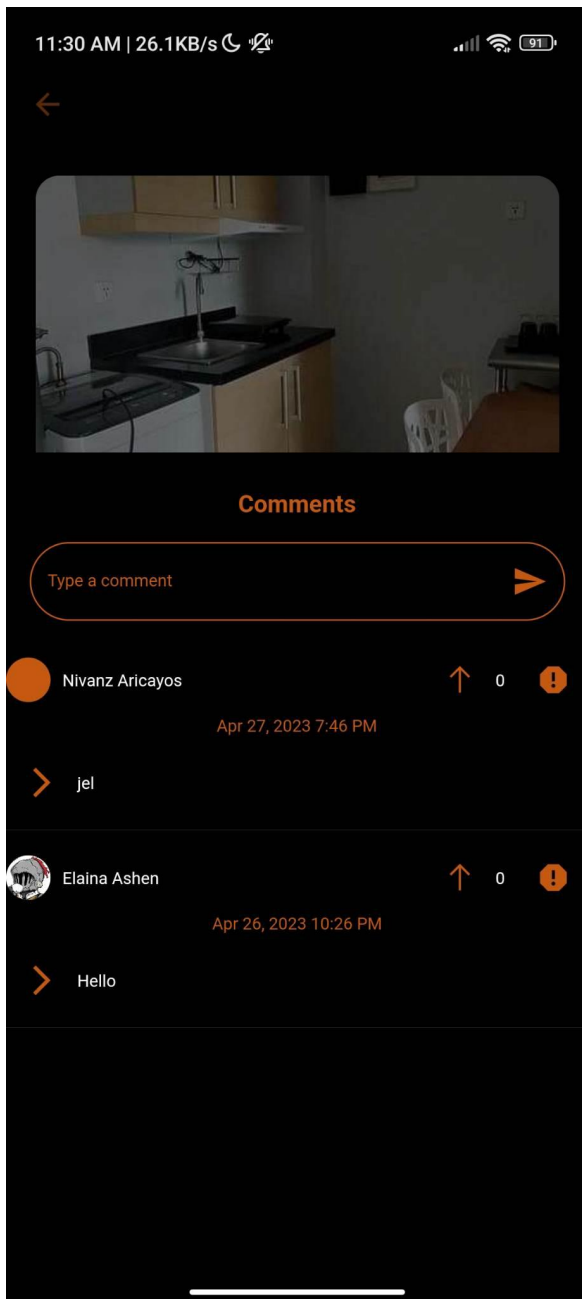 11:30 AM | 26.1KB/s
91
Comments
Type a comment
Nivanz Aricayos
0
Apr 27, 2023 7:46 PM
jel
Elaina Ashen
0
Apr 26, 2023 10:26 PM
Hello